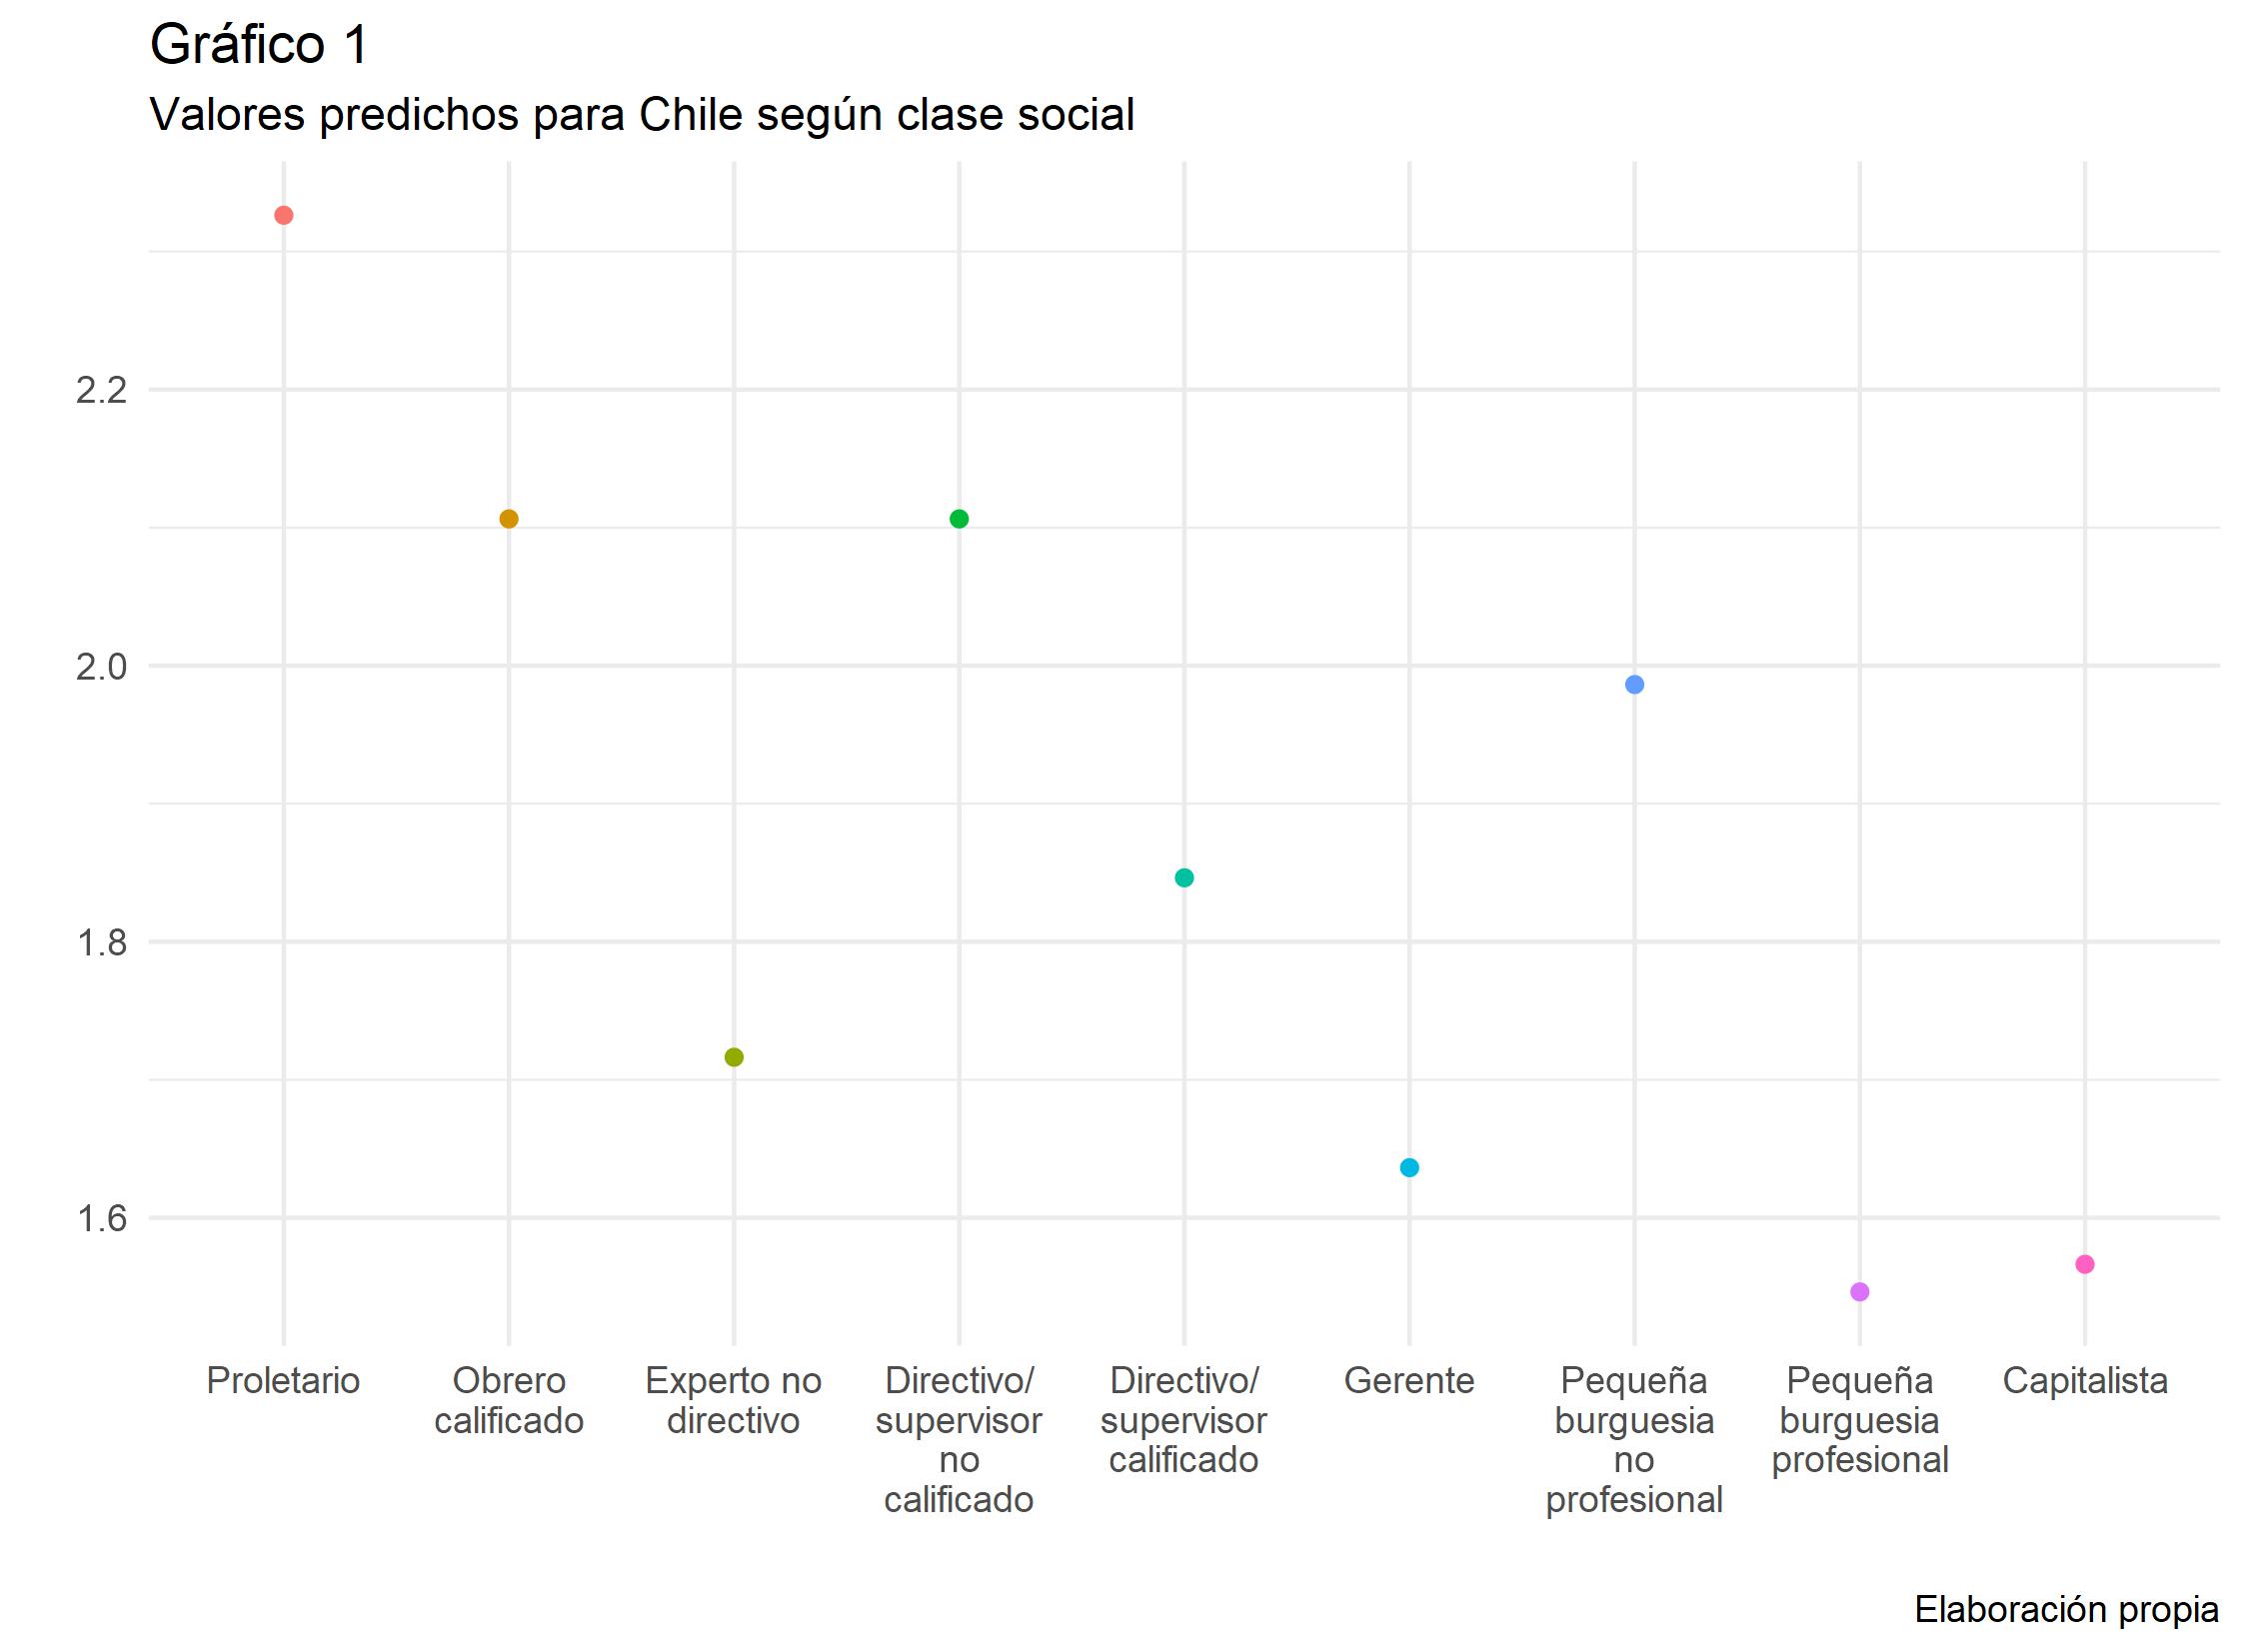 Gráfico 1
Valores predichos para Chile según clase social
2.2
2.0
1.8
1.6
Proletario
Obrero
calificado
Experto no
directivo
Directivo/
supervisor
no
calificado
Directivo/
supervisor
calificado
Gerente
Pequeña
burguesia
no
profesional
Pequeña
burguesia
profesional
Capitalista
Elaboración propia